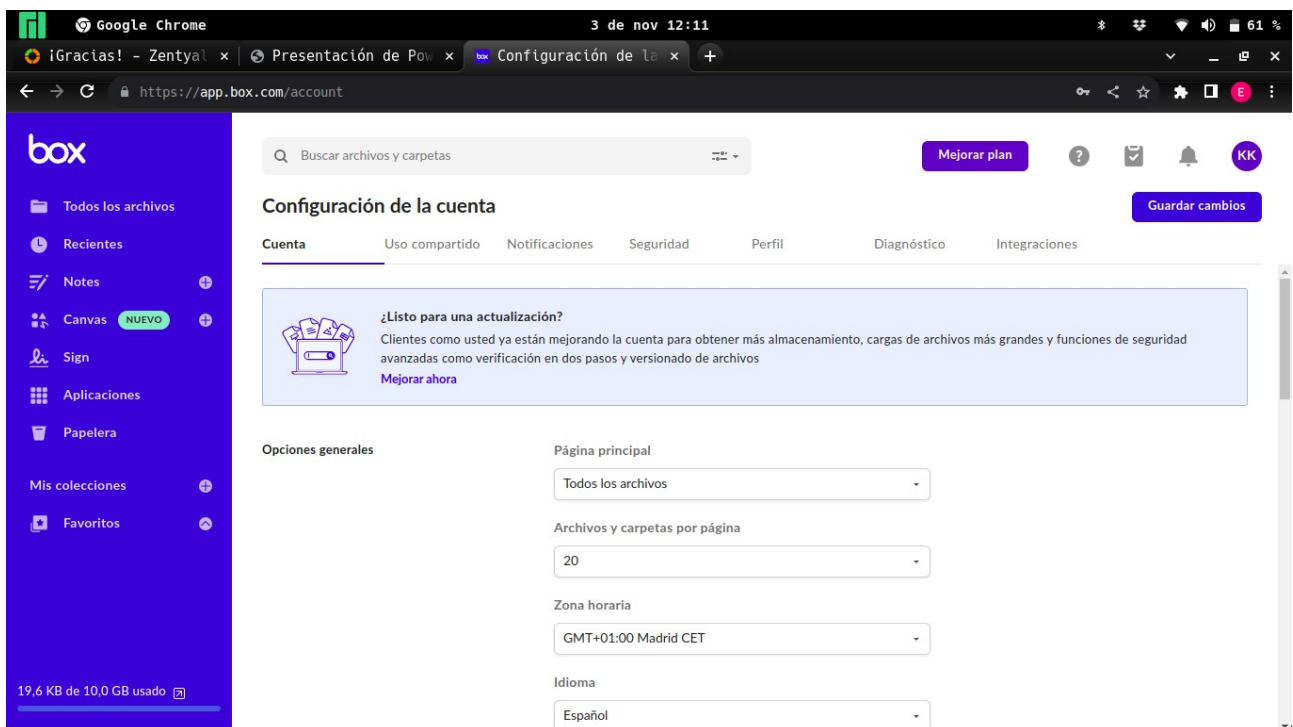 Google Chrome
3 de nov 12:11
61 %
¡Gracias! – Zentyal
Presentación de Pow
Configuración de la
https://app.box.com/account
E
box
Buscar archivos y carpetas
Mejorar plan
KK
Todos los archivos
Recientes
Notes
Canvas NUEVO
Sign
Aplicaciones
Papelera
Mis colecciones
Favoritos
19,6 KB de 10,0 GB usado
Configuración de la cuenta
Guardar cambios
Cuenta Uso compartido Notificaciones Seguridad Perfil Diagnóstico Integraciones
¿Listo para una actualización?
Clientes como usted ya están mejorando la cuenta para obtener más almacenamiento, cargas de archivos más grandes y funciones de seguridad
avanzadas como verificación en dos pasos y versionado de archivos
Mejorar ahora
Opciones generales
Página principal
Todos los archivos
Archivos y carpetas por página
20
Zona horaria
GMT+01:00 Madrid CET
Idioma
Español